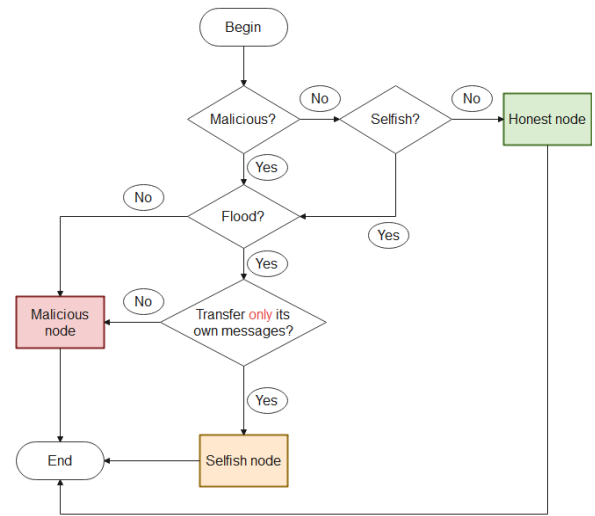 Begin
No
No
Malicious?
Selfish?
Honest node
Yes
No
Flood?
Yes
Yes
No
Transfer only its
own messages?
Malicious
node
Yes
End
Selfish node